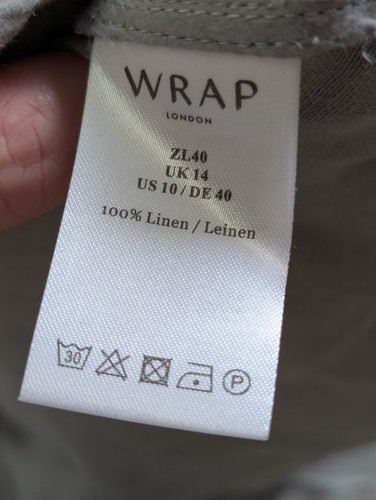 WRAP
LONDON
ZL40
UK 14
US 10 / DE 40
100% Linen / Leinen
30 P